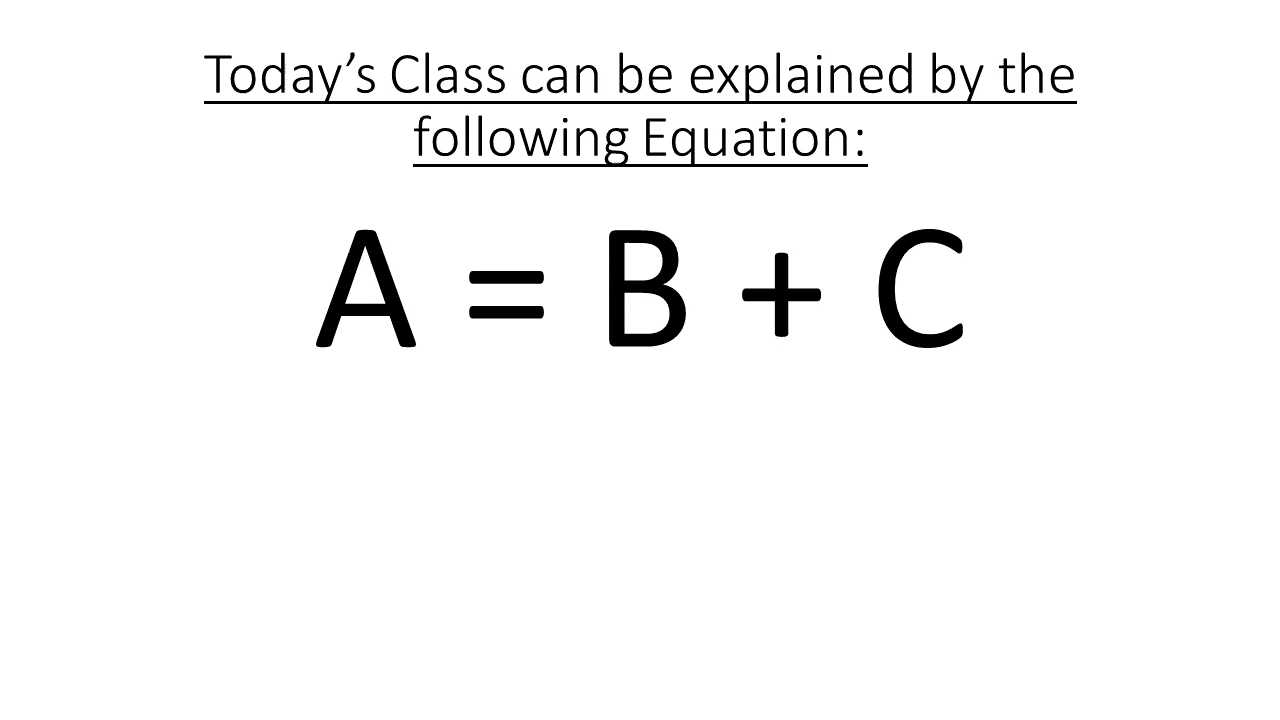 Today’s Class can be explained by the
following Equation:
A = B + C